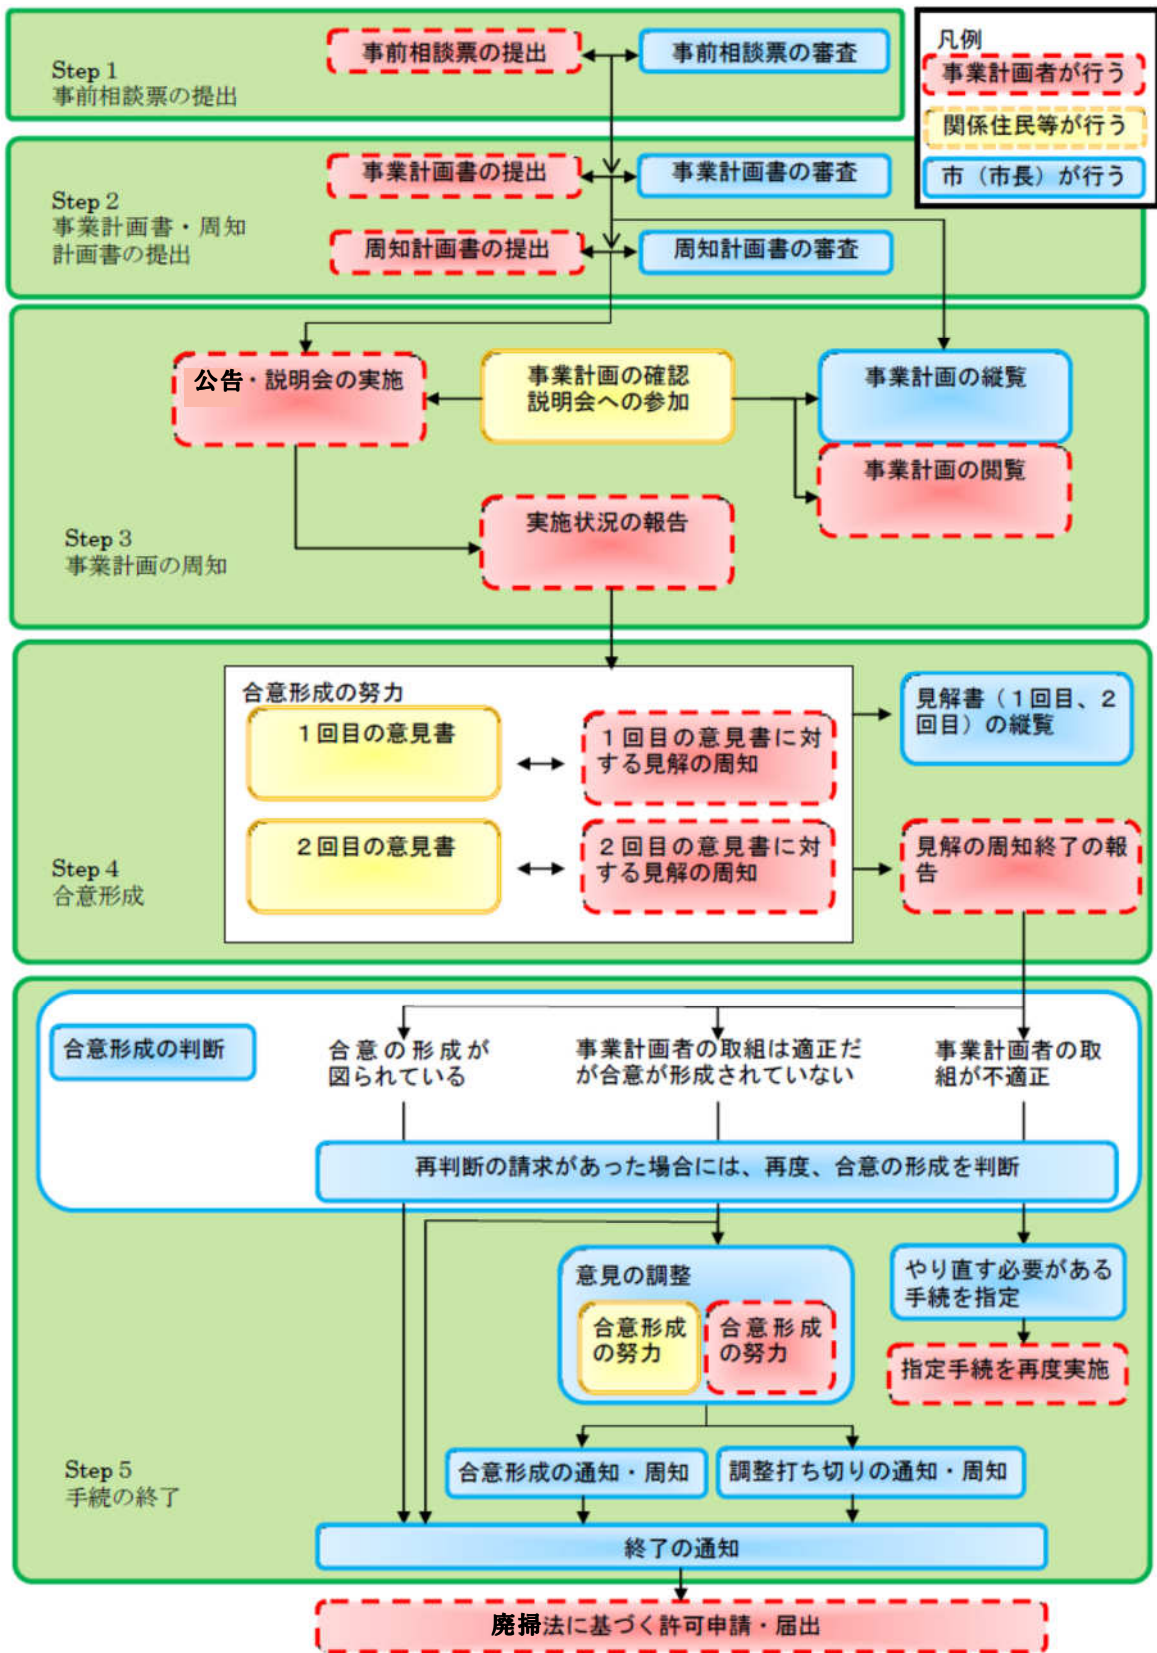 凡例
事業計画者が行う
関係住民等が行う
市（市長）が行う
Step 1
事前相談票の提出
事前相談票の提出
事前相談票の審査
Step 2
事業計画書・周知
計画書の提出
事業計画書の提出
事業計画書の審査
周知計画書の提出
周知計画書の審査
Step 3
事業計画の周知
公告・説明会の実施
事業計画の確認
説明会への参加
事業計画の縦覧
事業計画の閲覧
実施状況の報告
Step 4
合意形成
合意形成の努力
１回目の意見書
１回目の意見書に対
する見解の周知
２回目の意見書
２回目の意見書に対
する見解の周知
見解書（１回目、２
回目）の縦覧
見解の周知終了の報
告
Step 5
手続の終了
合意形成の判断
合意の形成が
図られている
事業計画者の取組は適正だ
が合意が形成されていない
事業計画者の取
組が不適正
再判断の請求があった場合には、再度、合意の形成を判断
意見の調整
合意形成
の努力
合意形成
の努力
やり直す必要がある
手続を指定
指定手続を再度実施
合意形成の通知・周知
調整打ち切りの通知・周知
終了の通知
廃掃法に基づく許可申請・届出